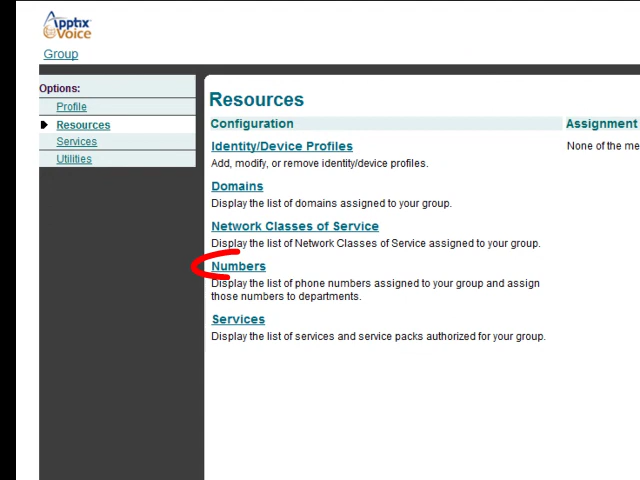 Apptix
Voice
Group
Options:
Profile
Resources
Services
Utilities
Resources
Configuration
Assignment
Identity/Device Profiles
None of the me
Add, modify, or remove identity/device profiles.
Domains
Display the list of domains assigned to your group.
Network Classes of Service
Display the list of Network Classes of Service assigned to your group.
Numbers
Display the list of phone numbers assigned to your group and assign
those numbers to departments.
Services
Display the list of services and service packs authorized for your group.